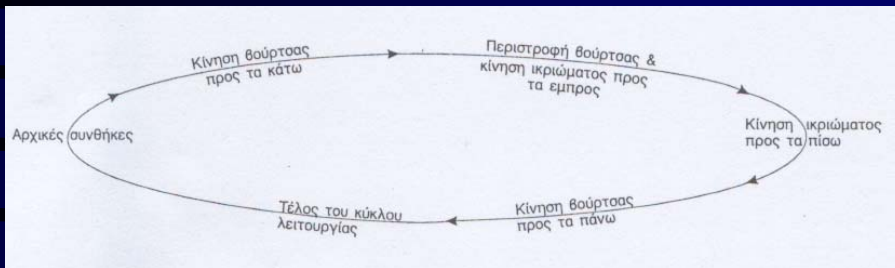 Αρχικές συνθήκες
Κίνηση βούρτσας
προς τα κάτω
Περιστροφή βούρτσας &
κίνηση ικριώματος προς
τα εμπρος
Κίνηση ικριώματος
προς τα πίσω
Κίνηση βούρτσας
προς τα πάνω
Τέλος του κύκλου
λειτουργίας